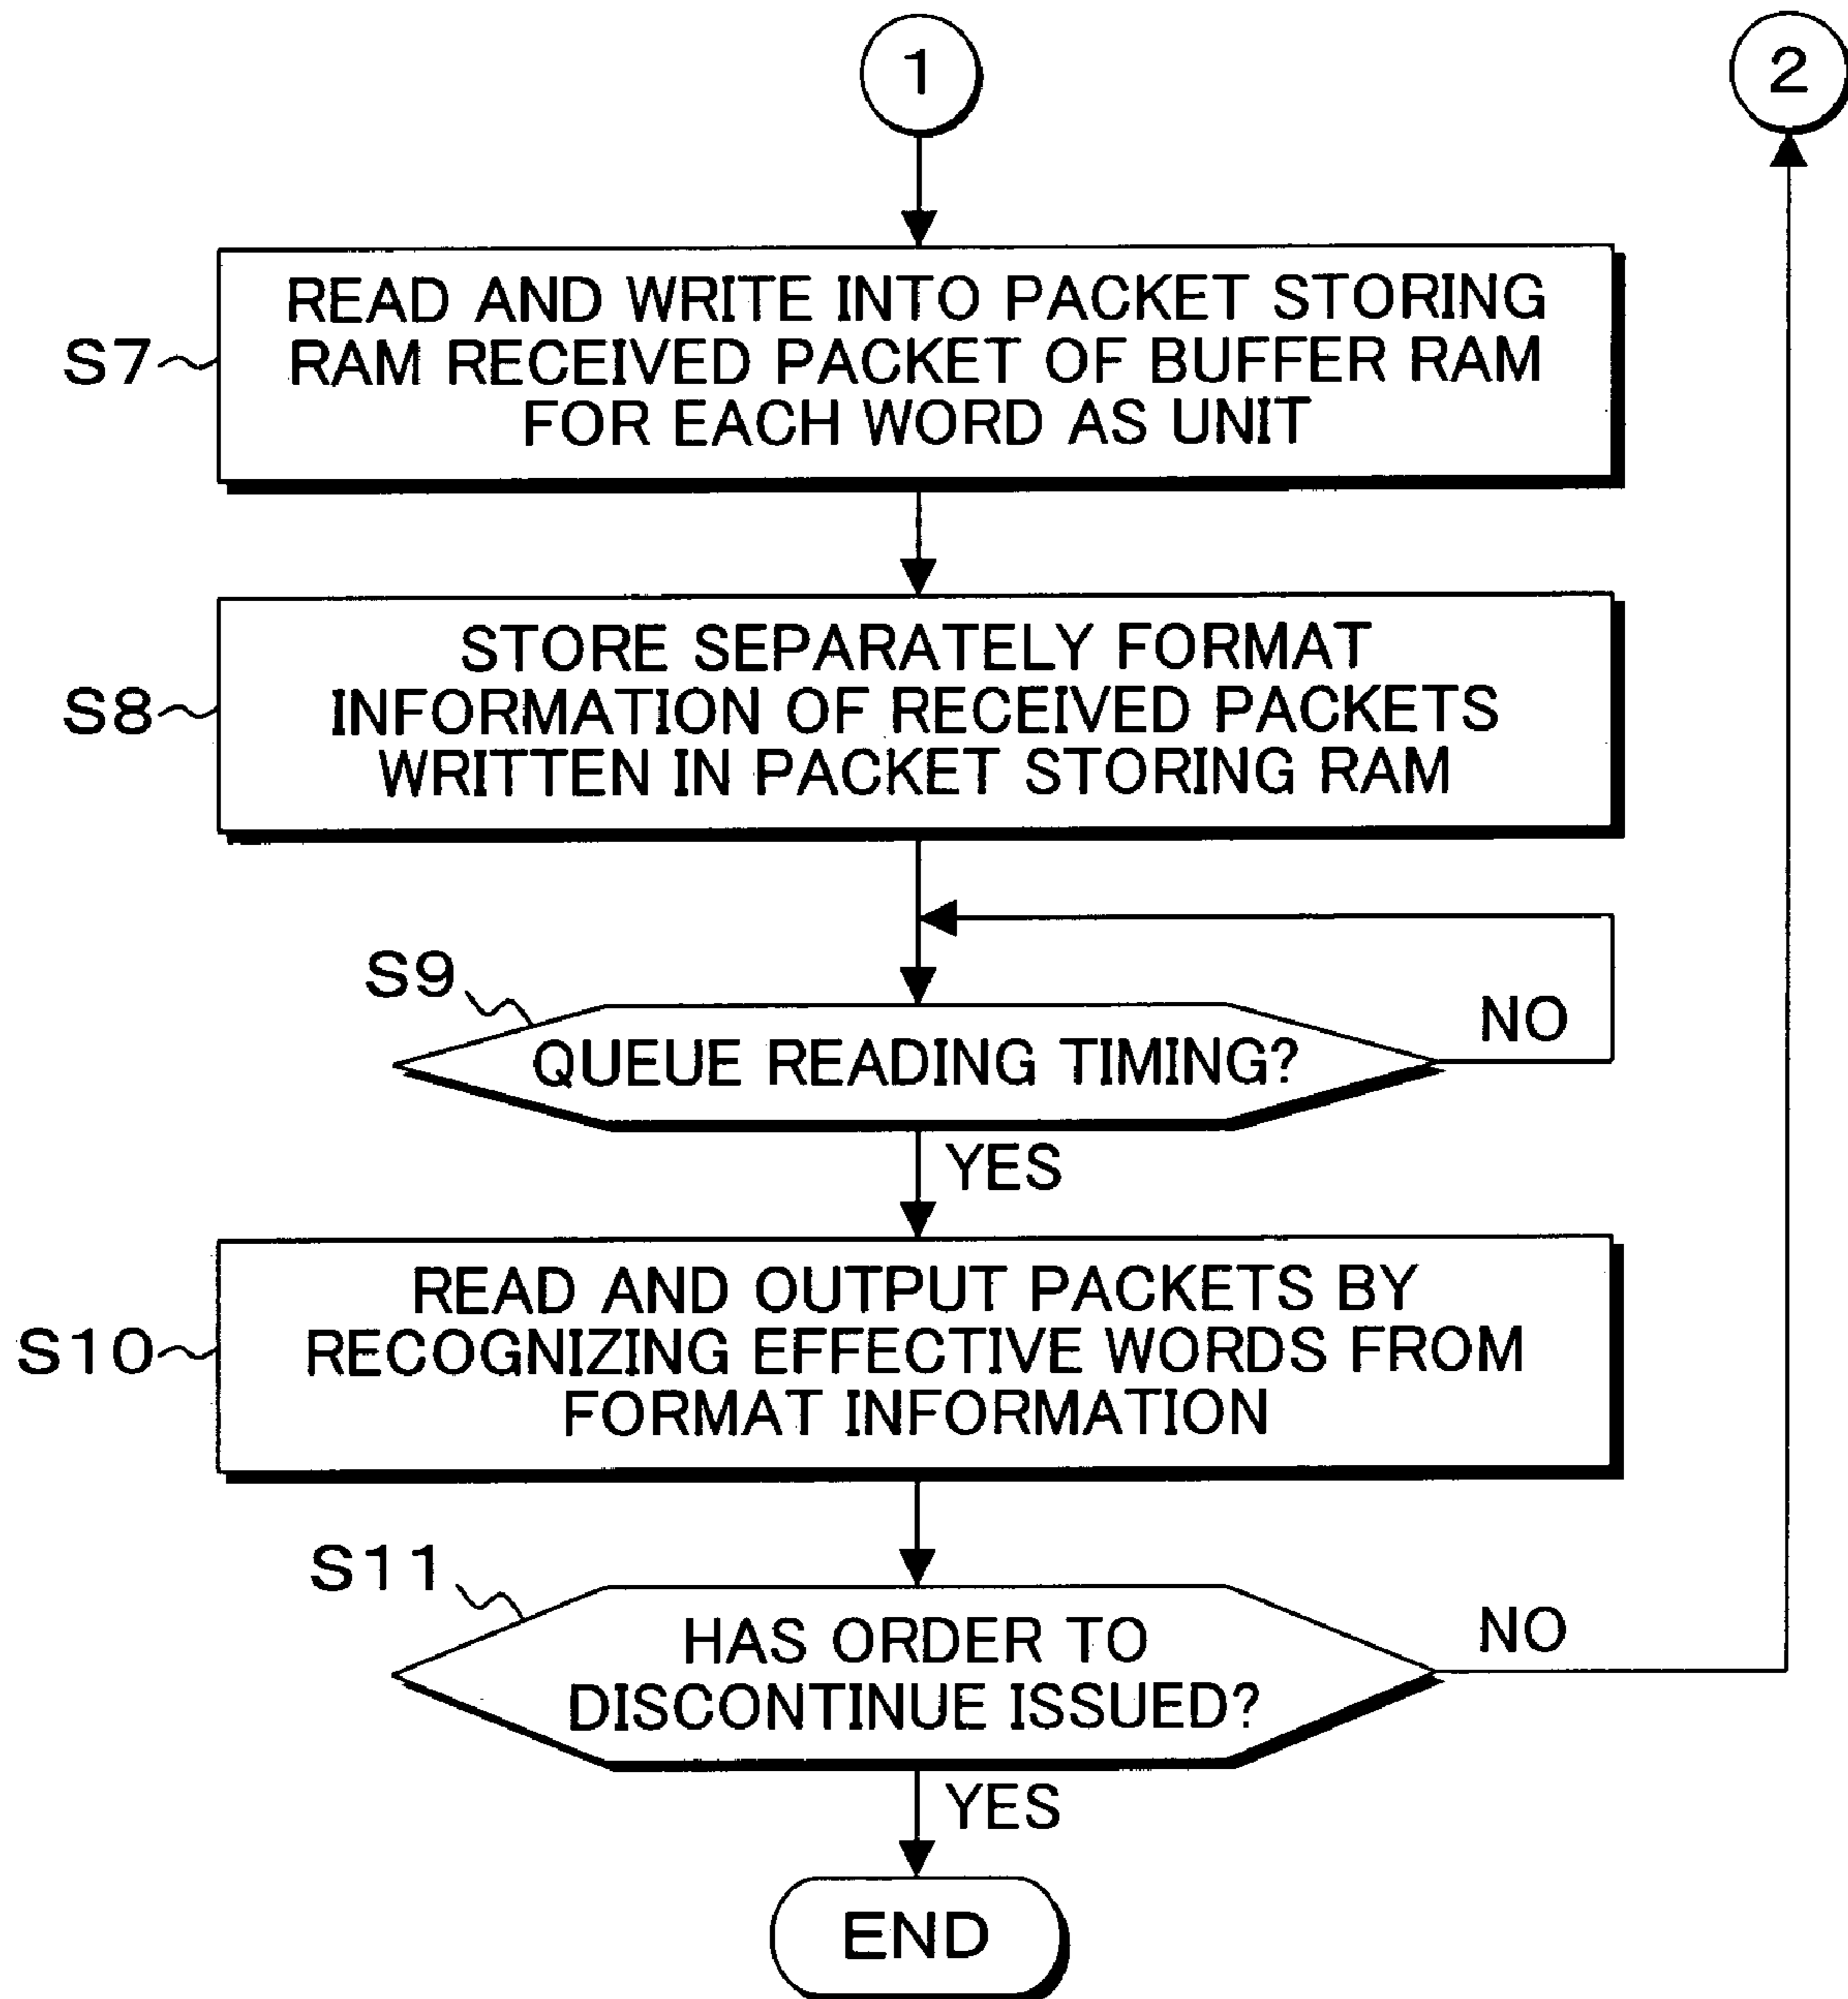 1
2
S7
READ AND WRITE INTO PACKET STORING
RAM RECEIVED PACKET OF BUFFER RAM
FOR EACH WORD AS UNIT
S8
STORE SEPARATELY FORMAT
INFORMATION OF RECEIVED PACKETS
WRITTEN IN PACKET STORING RAM
S9
QUEUE READING TIMING?
NO
YES
S10
READ AND OUTPUT PACKETS BY
RECOGNIZING EFFECTIVE WORDS FROM
FORMAT INFORMATION
S11
HAS ORDER TO
DISCONTINUE ISSUED?
NO
YES
END